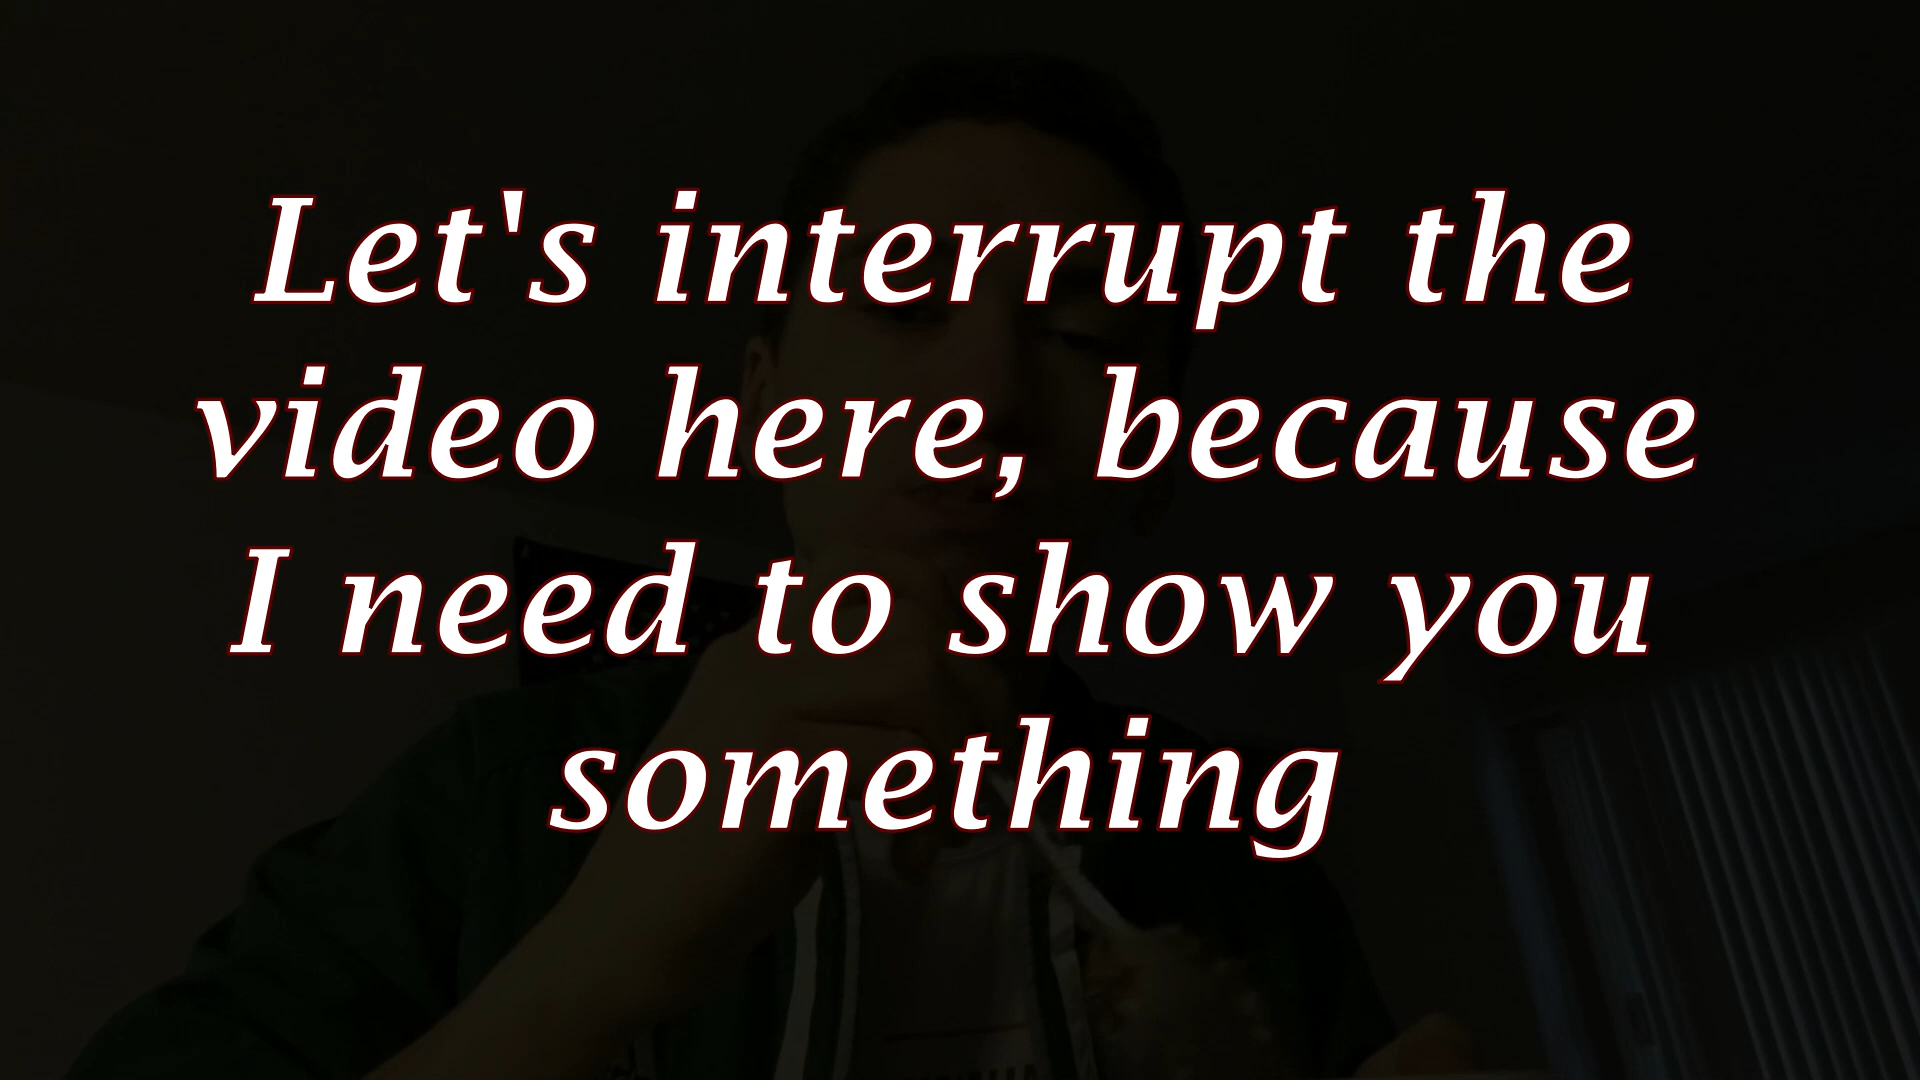 Let's interrupt the
video here, because
I need to show you
something